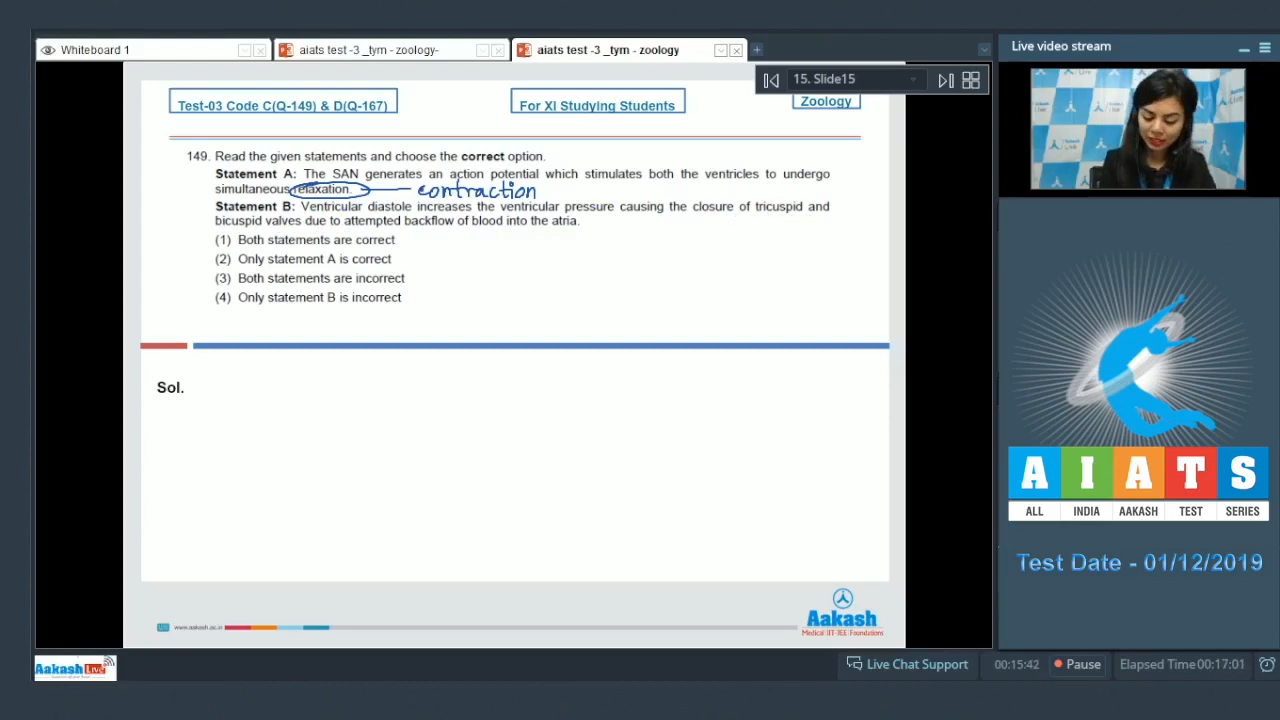 Whiteboard 1
aiats test -3 _tym - zoology-
aiats test -3 _tym - zoology
Live video stream
15. Slide15
Test-03 Code C(Q-149) & D(Q-167)
For XI Studying Students
Zoology
149. Read the given statements and choose the correct option.
Statement A: The SAN generates an action potential which stimulates both the ventricles to undergo
simultaneous relaxation. contraction
Statement B: Ventricular diastole increases the ventricular pressure causing the closure of tricuspid and
bicuspid valves due to attempted backflow of blood into the atria.
(1) Both statements are correct
(2) Only statement A is correct
(3) Both statements are incorrect
(4) Only statement B is incorrect
Sol.
A I A T S
ALL INDIA AAKASH TEST SERIES
Test Date - 01/12/2019
www.aakash.ac.in
Aakash
Medical | IIT-JEE | Foundations
Aakash Live
Live Chat Support
00:15:42
Pause
Elapsed Time 00:17:01